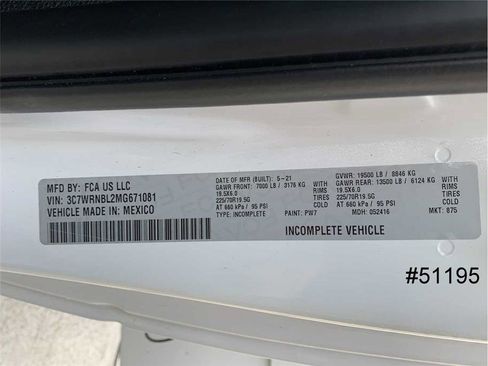 MFD BY: FCA US LLC
VIN: 3C7WRNBL2MG671081
VEHICLE MADE IN: MEXICO
DATE OF MFR (BUILT): 5-21
GAWR FRONT: 7000 LB / 3176 KG WITH
19.5X6.0 RIMS
225/70R19.5G TIRES
AT 660 kPa / 95 PSI COLD
TYPE: INCOMPLETE
GVWR: 19500 LB / 8846 KG
GAWR REAR: 13500 LB / 6124 KG WITH
19.5X6.0 RIMS
225/70R19.5G TIRES
AT 660 kPa / 95 PSI COLD
PAINT: PW7 MDH: 052416 MKT: 875
INCOMPLETE VEHICLE
#51195